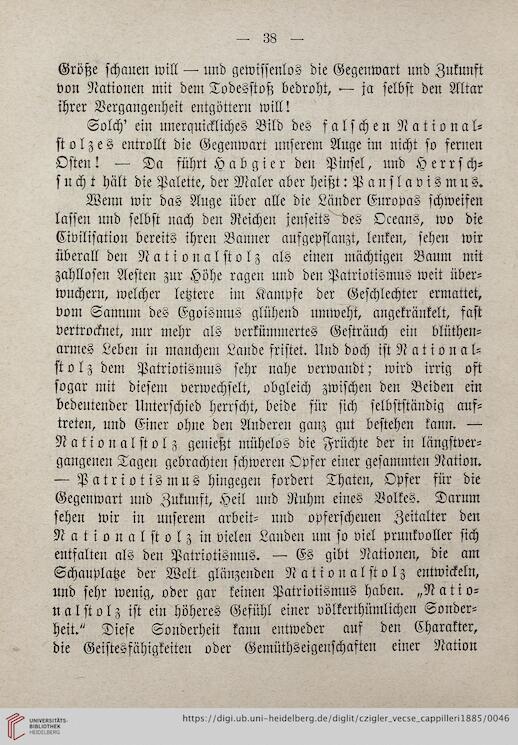 — 38 —
Größe schauen will — und gewissenlos die Gegenwart und Zukunft
von Nationen mit dem Todesstoß bedroht, — ja selbst den Altar
ihrer Vergangenheit entgöttern will!
Solch' ein unerquickliches Bild des falschen National-
stolzes entrollt die Gegenwart unserem Auge im nicht so fernen
Osten! — Da führt Habgier den Pinsel, und Herrsch-
sucht hält die Palette, der Maler aber heißt: Panslavismus.
Wenn wir das Auge über alle die Länder Europas schweifen
lassen und selbst nach den Reichen jenseits des Oceans, wo die
Civilisation bereits ihren Banner aufgepflanzt, lenken, sehen wir
überall den Nationalstolz als einen mächtigen Baum mit
zahllosen Aesten zur Höhe ragen und den Patriotismus weit über-
wuchern, welcher letztere im Kampfe der Geschlechter ermattet,
vom Samum des Egoismus glühend umweht, angekränkelt, fast
vertrocknet, nur mehr als verkümmertes Gesträuch ein blüthen-
armes Leben in manchem Lande fristet. Und doch ist National-
stolz dem Patriotismus sehr nahe verwandt; wird irrig oft
sogar mit diesem verwechselt, obgleich zwischen den Beiden ein
bedeutender Unterschied herrscht, beide für sich selbstständig auf-
treten, und Einer ohne den Anderen ganz gut bestehen kann. —
Nationalstolz genießt mühelos die Früchte der in längstver-
gangenen Tagen gebrachten schweren Opfer einer gesammten Nation.
— Patriotismus hingegen fordert Thaten, Opfer für die
Gegenwart und Zukunft, Heil und Ruhm eines Volkes. Darum
sehen wir in unserem arbeit- und opferscheuen Zeitalter den
Nationalstolz in vielen Landen um so viel prunkvoller sich
entfalten als den Patriotismus. — Es gibt Nationen, die am
Schauplatze der Welt glänzenden Nationalstolz entwickeln,
und sehr wenig, oder gar keinen Patriotismus haben. „Natio-
nalstolz ist ein höheres Gefühl einer völkerthümlichen Sonder-
heit.“ Diese Sonderheit kann entweder auf den Charakter,
die Geistesfähigkeiten oder Gemüthseigenschaften einer Nation
UNIVERSITÄTS-
BIBLIOTHEK
HEIDELBERG
https://digi.ub.uni-heidelberg.de/diglit/czigler_vecse_cappilleri1885/0046